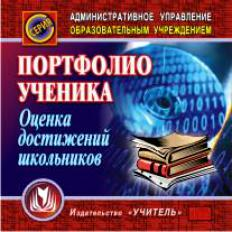 СЕРИЯ
АДМИНИСТРАТИВНОЕ УПРАВЛЕНИЕ
ОБРАЗОВАТЕЛЬНЫМ УЧРЕЖДЕНИЕМ
ПОРТФОЛИО
УЧЕНИКА
Оценка
достижений
школьников
Издательство «УЧИТЕЛЬ»